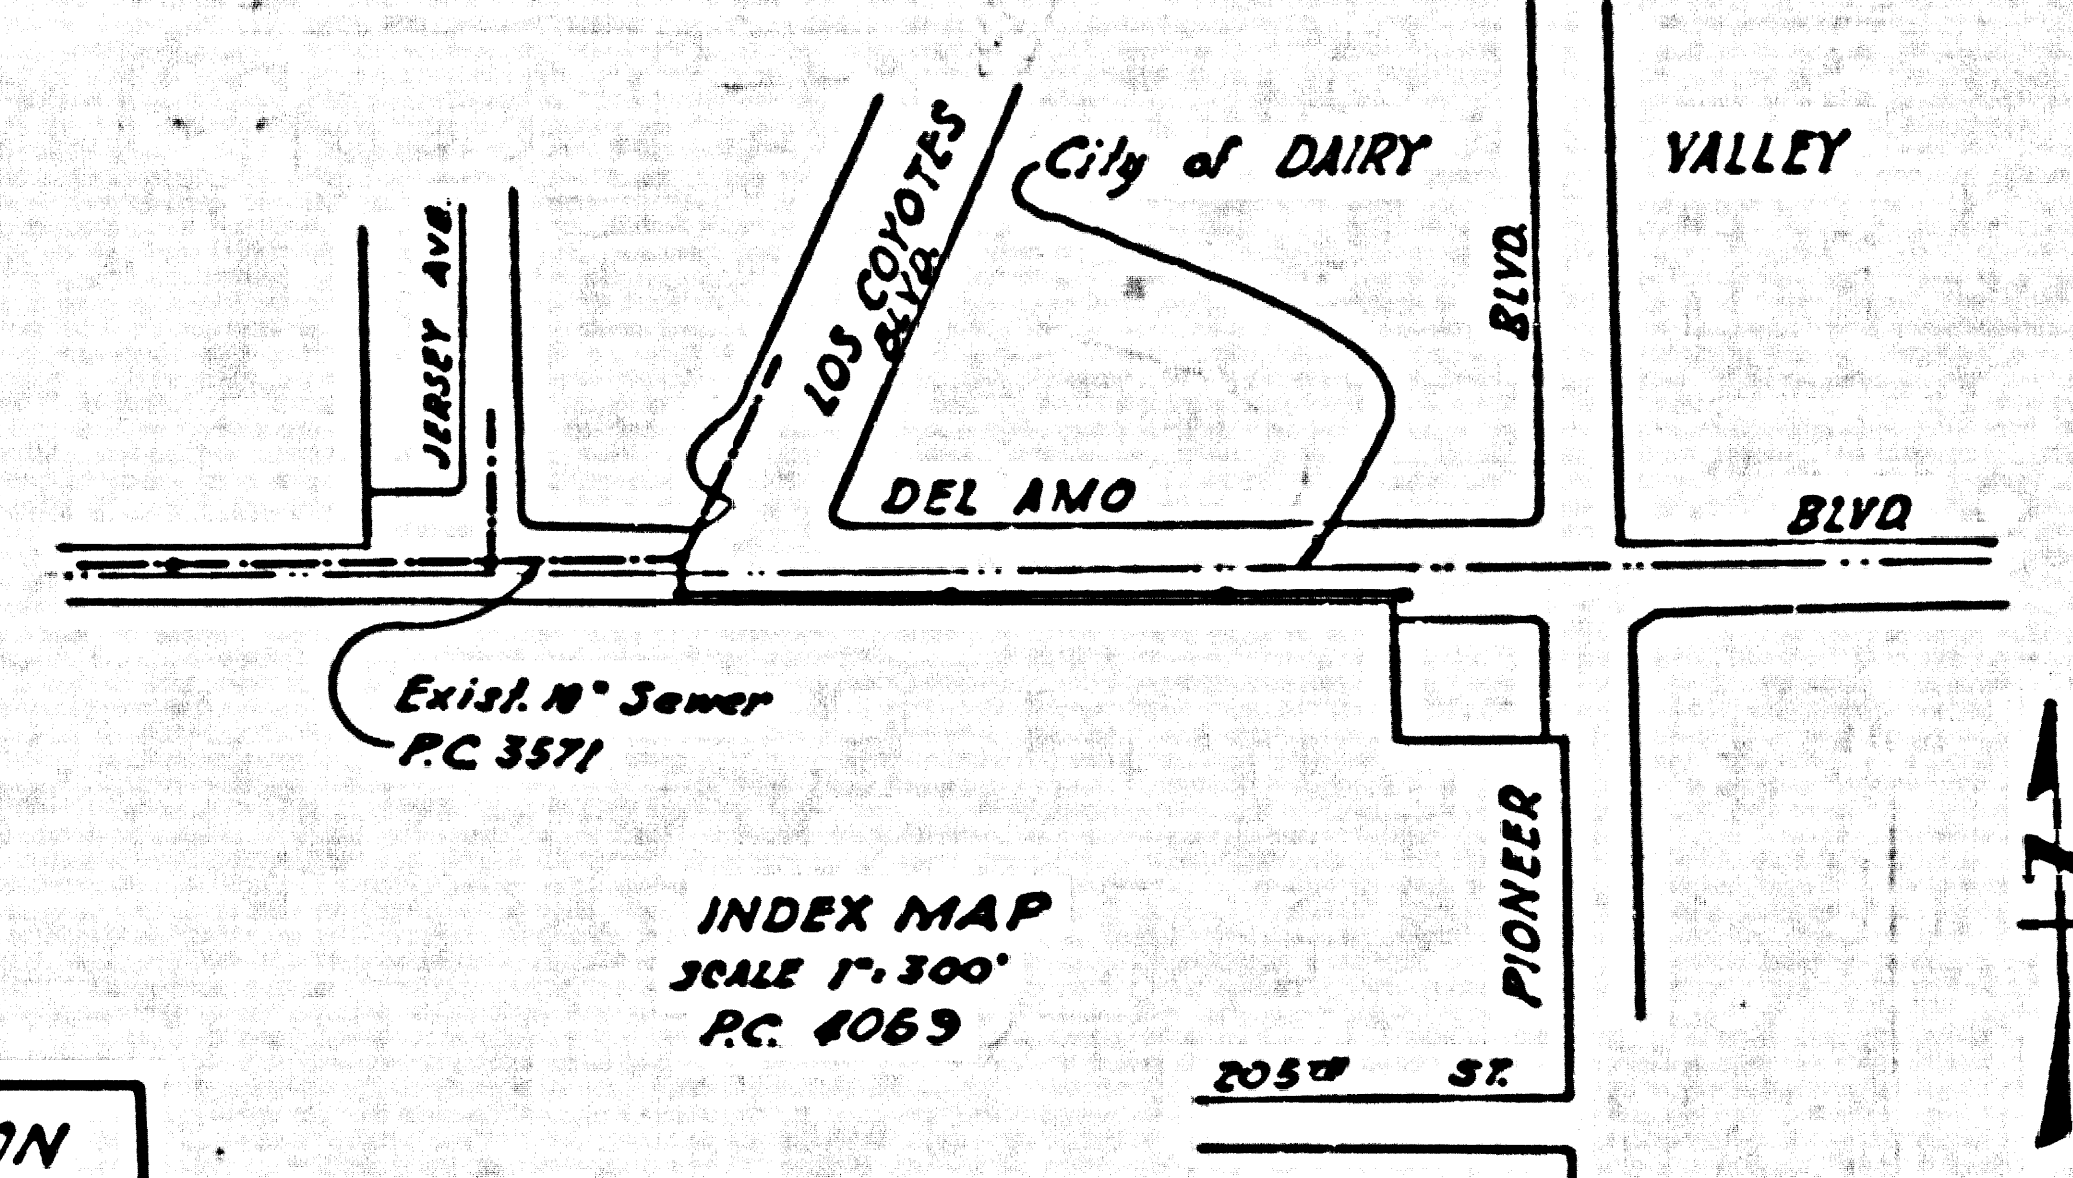 City of DAIRY VALLEY
LOS COYOTES
BLVD.
JERSEY Ave.
BLVD.
DEL AMO BLVD.
Exist. Sewer
P.C. 3571
PIONEER
INDEX MAP
SCALE 1"=300'
P.C. 4069
205TH ST.
ON